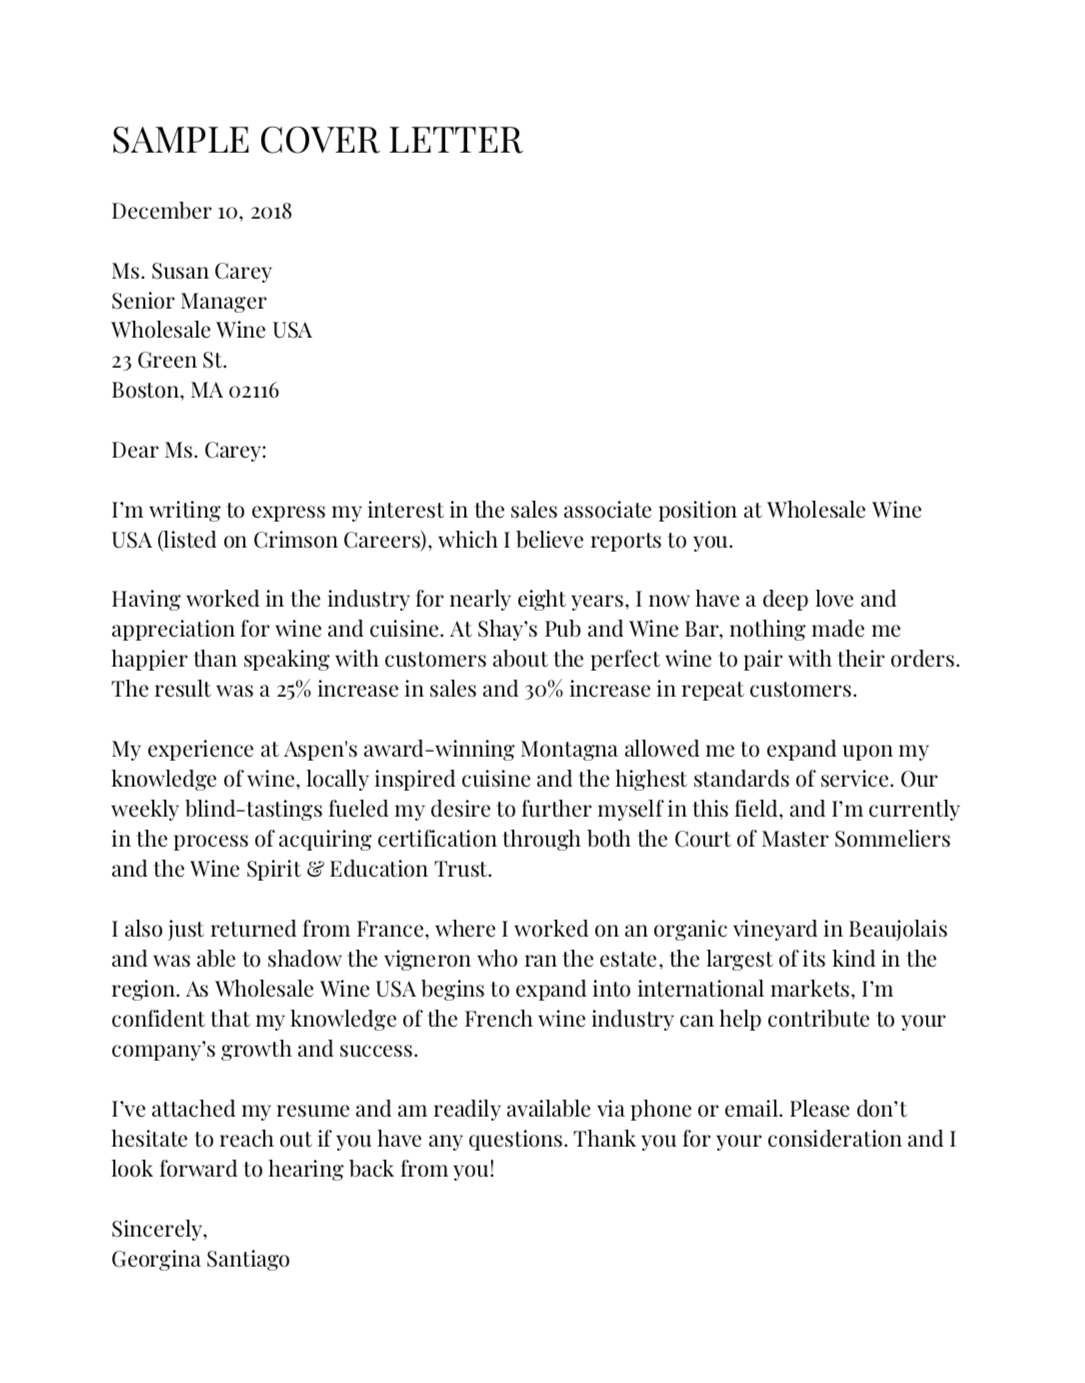 SAMPLE COVER LETTER
December 10, 2018
Ms. Susan Carey
Senior Manager
Wholesale Wine USA
23 Green St.
Boston, MA 02116
Dear Ms. Carey:
I’m writing to express my interest in the sales associate position at Wholesale Wine
USA (listed on Crimson Careers), which I believe reports to you.
Having worked in the industry for nearly eight years, I now have a deep love and
appreciation for wine and cuisine. At Shay’s Pub and Wine Bar, nothing made me
happier than speaking with customers about the perfect wine to pair with their orders.
The result was a 25% increase in sales and 30% increase in repeat customers.
My experience at Aspen's award-winning Montagna allowed me to expand upon my
knowledge of wine, locally inspired cuisine and the highest standards of service. Our
weekly blind-tastings fueled my desire to further myself in this field, and I’m currently
in the process of acquiring certification through both the Court of Master Sommeliers
and the Wine Spirit & Education Trust.
I also just returned from France, where I worked on an organic vineyard in Beaujolais
and was able to shadow the vigneron who ran the estate, the largest of its kind in the
region. As Wholesale Wine USA begins to expand into international markets, I’m
confident that my knowledge of the French wine industry can help contribute to your
company’s growth and success.
I’ve attached my resume and am readily available via phone or email. Please don’t
hesitate to reach out if you have any questions. Thank you for your consideration and I
look forward to hearing back from you!
Sincerely,
Georgina Santiago